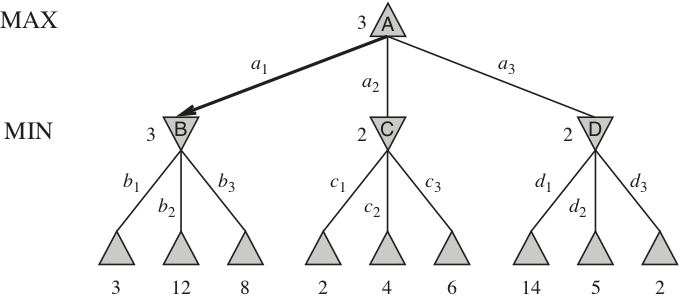 MAX 3 A
a1 a2 a3
MIN 3 B 2 C 2 D
b1 b2 b3 c1 c2 c3 d1 d2 d3
3 12 8 2 4 6 14 5 2